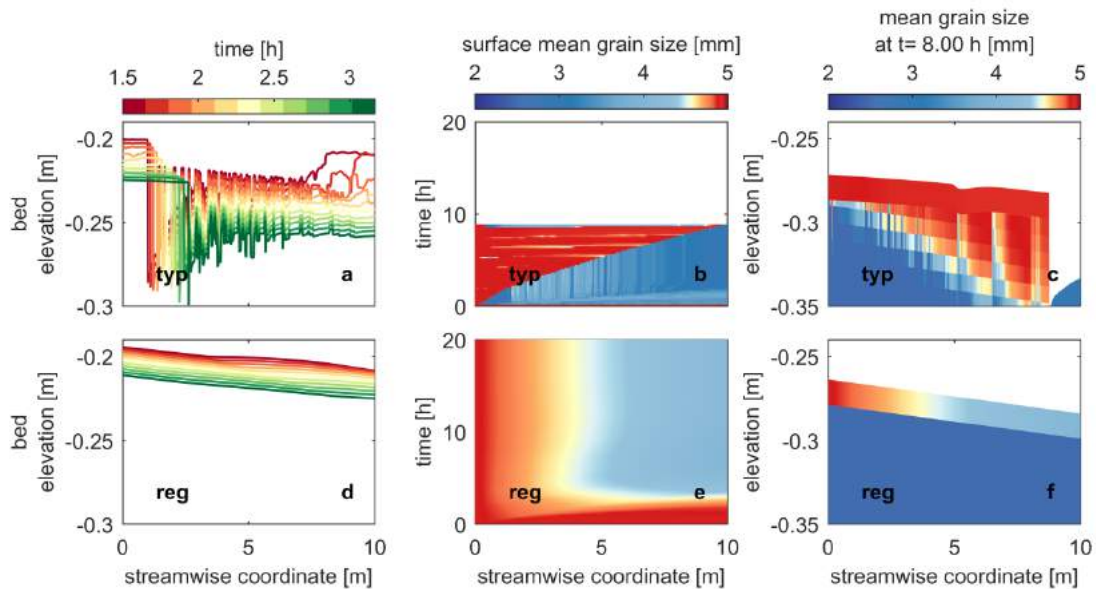 time [h]
1.5 2 2.5 3
surface mean grain size [mm]
2 3 4 5
mean grain size
at t= 8.00 h [mm]
2 3 4 5
bed
elevation [m]
-0.2
-0.25
-0.3
typ a
time [h]
20
10
0
typ b
elevation [m]
-0.25
-0.3
-0.35
typ c
bed
elevation [m]
-0.2
-0.25
-0.3
reg d
0 5 10
streamwise coordinate [m]
time [h]
20
10
0
reg e
0 5 10
streamwise coordinate [m]
elevation [m]
-0.25
-0.3
-0.35
reg f
0 5 10
streamwise coordinate [m]